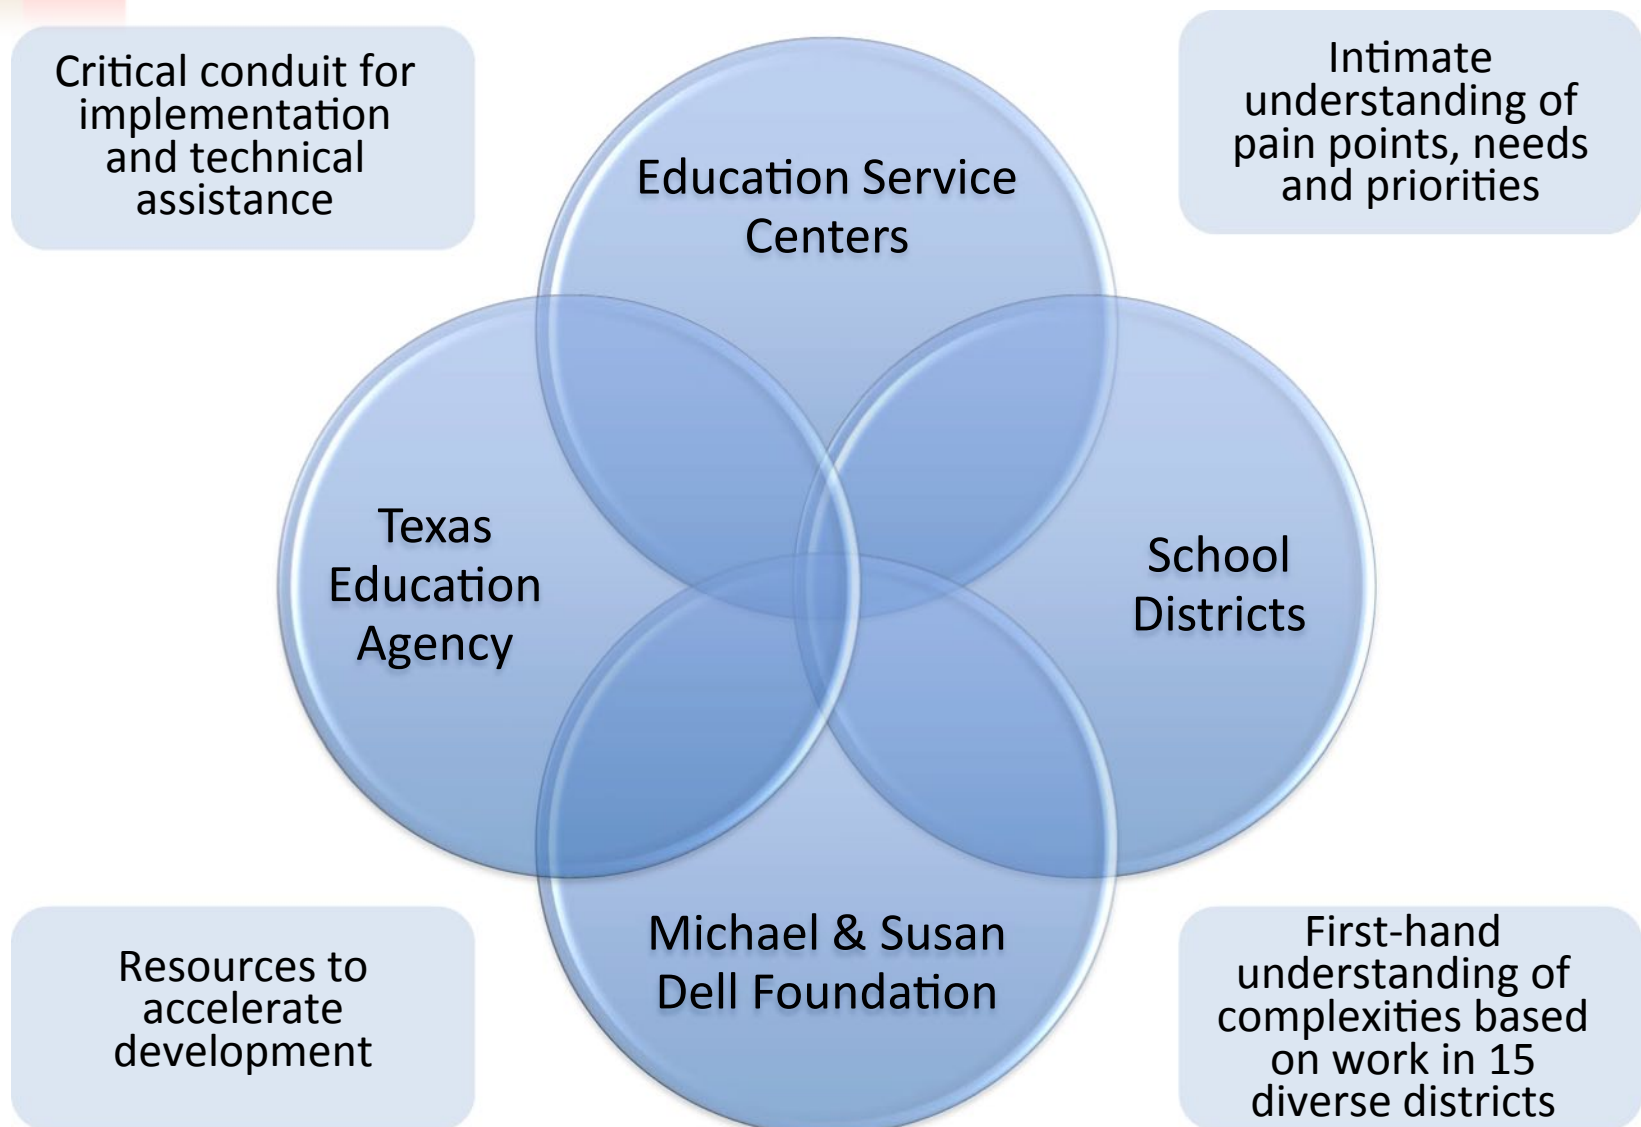 Critical conduit for
implementation
and technical
assistance
Intimate
understanding of
pain points, needs
and priorities
Education Service
Centers
Texas
Education
Agency
School
Districts
Michael & Susan
Dell Foundation
Resources to
accelerate
development
First-hand
understanding of
complexities based
on work in 15
diverse districts